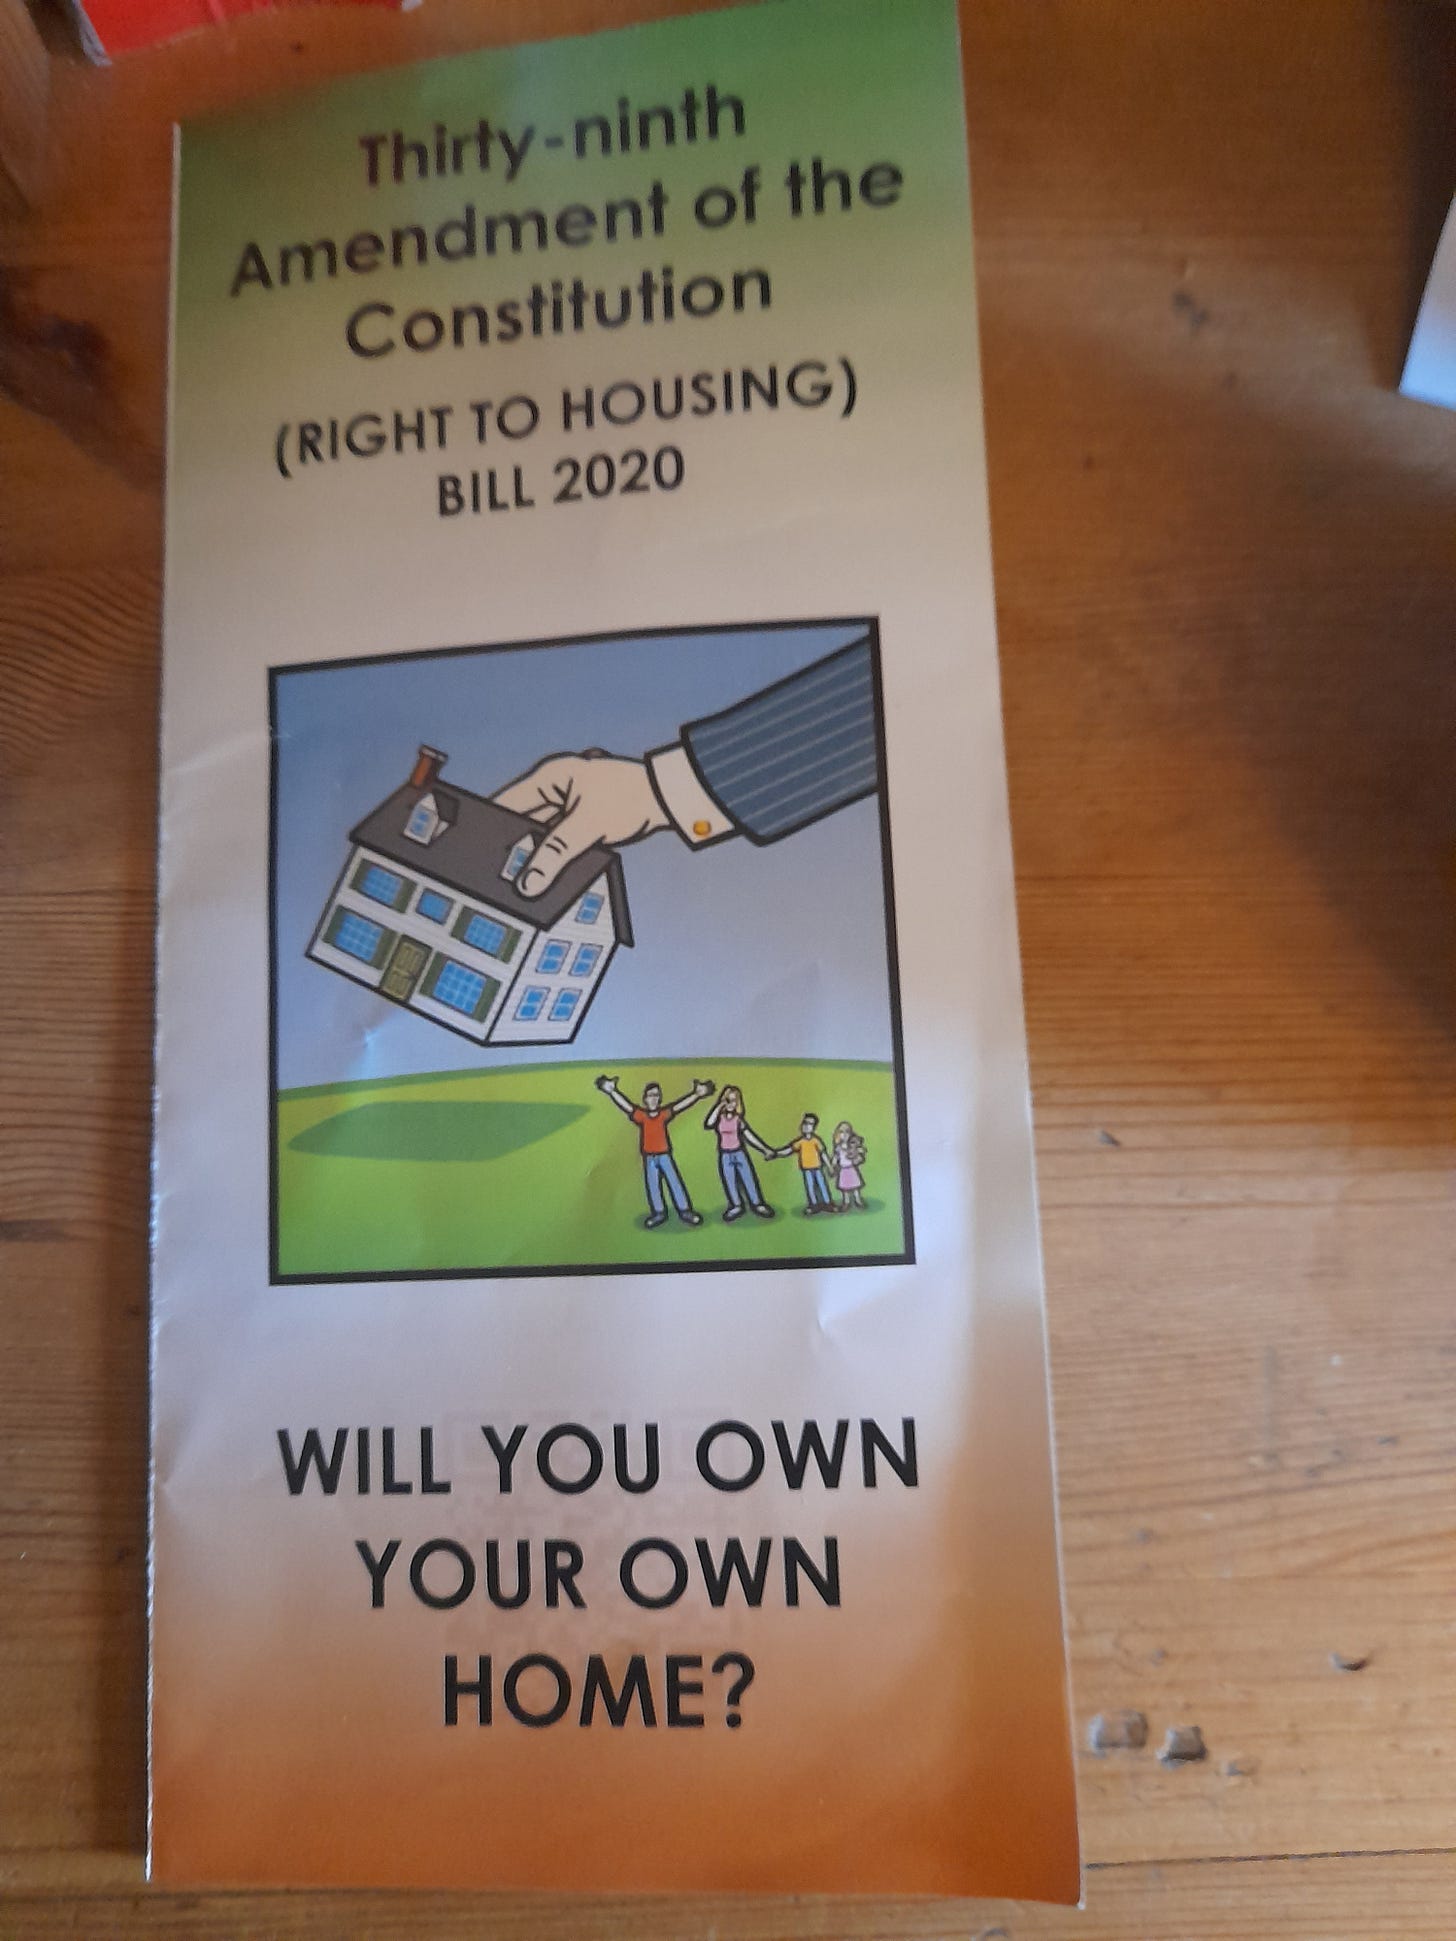 Thirty-ninth
Amendment of the
Constitution
(RIGHT TO HOUSING)
BILL 2020
WILL YOU OWN
YOUR OWN
HOME?